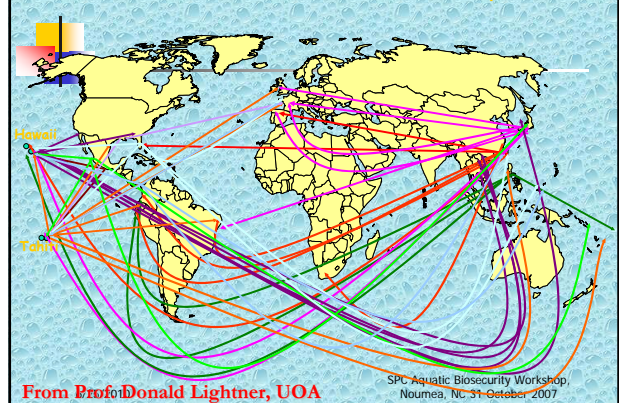 Hawaii
Tahiti
From Prof. Donald Lightner, UOA
SPC Aquatic Biosecurity Workshop,
Noumea, NC 31 October 2007